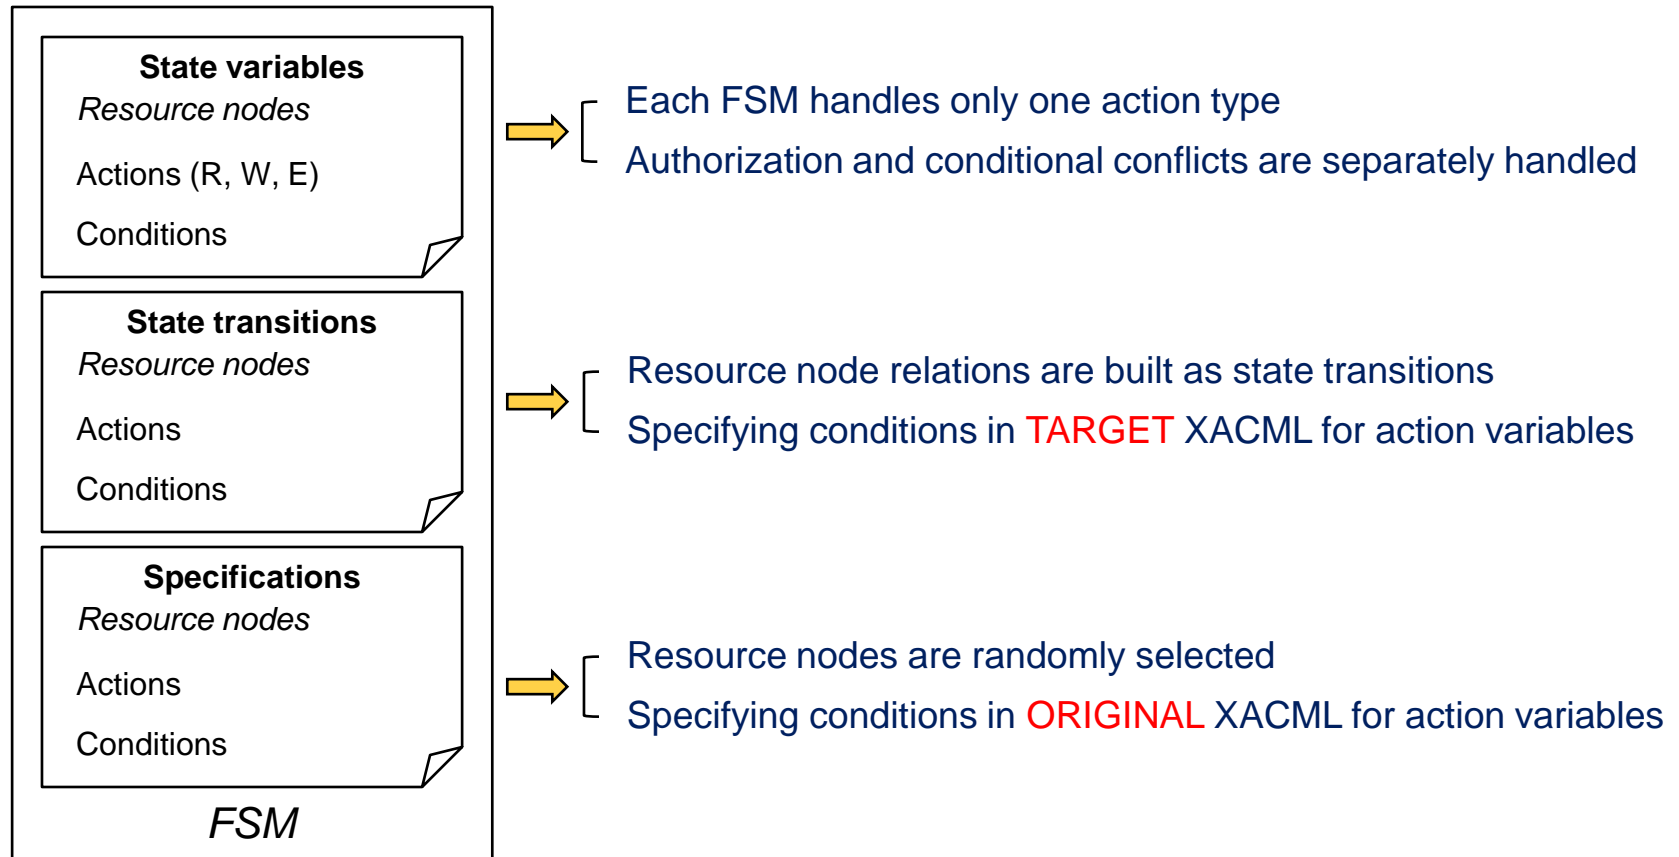 State variables
Resource nodes
Actions (R, W, E)
Conditions
Each FSM handles only one action type
Authorization and conditional conflicts are separately handled
State transitions
Resource nodes
Actions
Conditions
Resource node relations are built as state transitions
Specifying conditions in TARGET XACML for action variables
Specifications
Resource nodes
Actions
Conditions
Resource nodes are randomly selected
Specifying conditions in ORIGINAL XACML for action variables
FSM